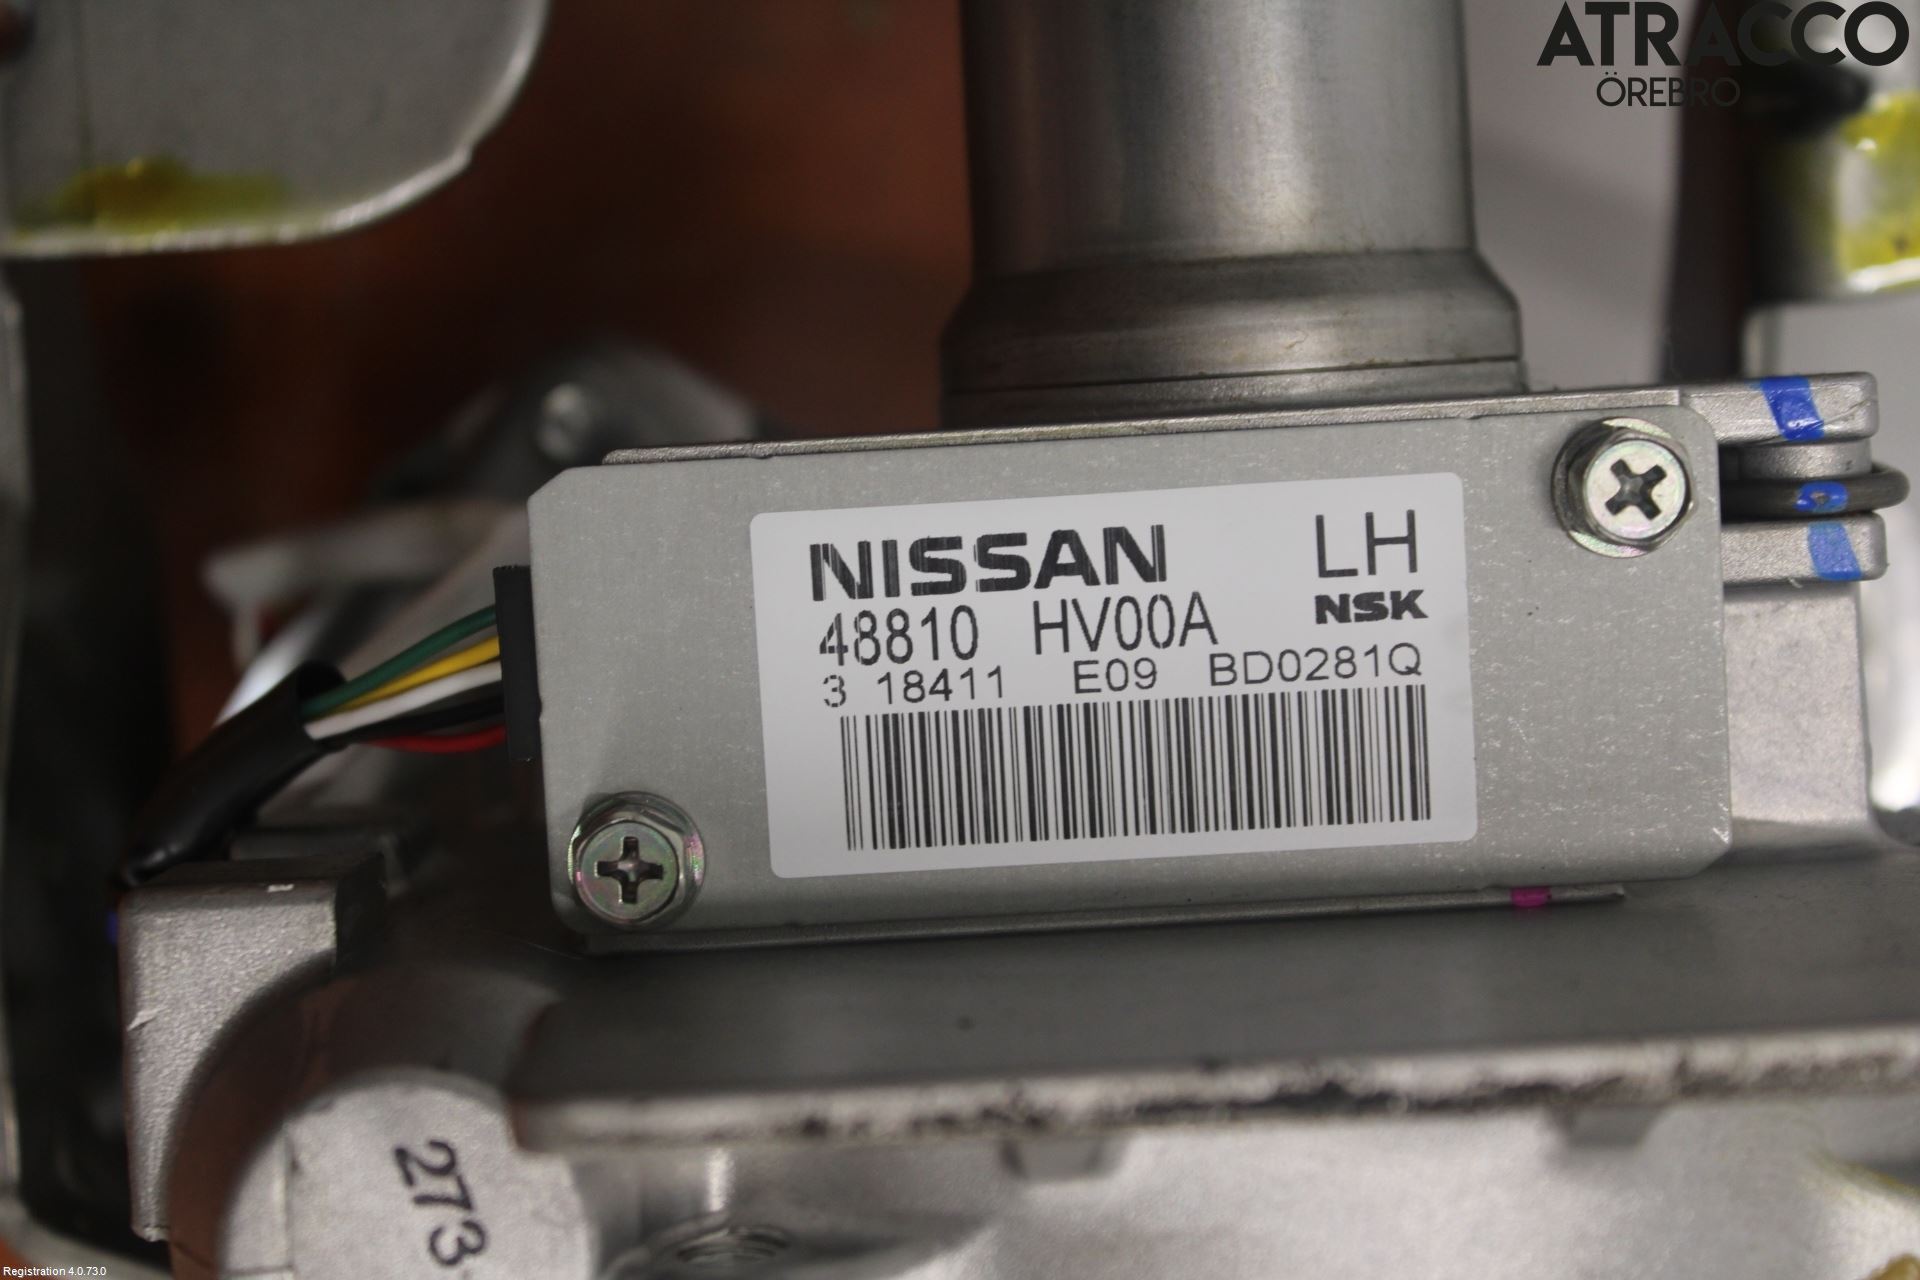 ATRACCO
ÖREBRO
NISSAN LH
48810 HV00A NSK
3 18411 E09 BD0281Q
273
Registration 4.0.73.0